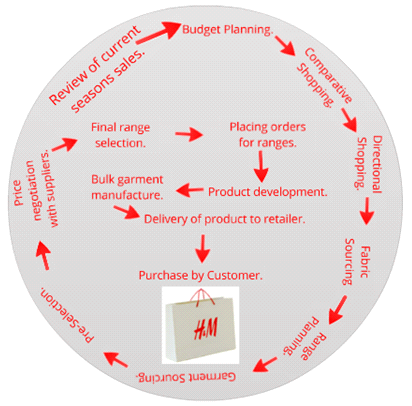 Review of current
seasons sales.
Budget Planning.
Comparative
Shopping.
Directional
Shopping.
Fabric
Sourcing
Range
Planning.
Garment Sourcing.
Pre-Selection.
Price
negotiation
with suppliers.
Final range
selection.
Placing orders
for ranges.
Product development.
Bulk garment
manufacture.
Delivery of product to retailer.
Purchase by Customer.
H&M